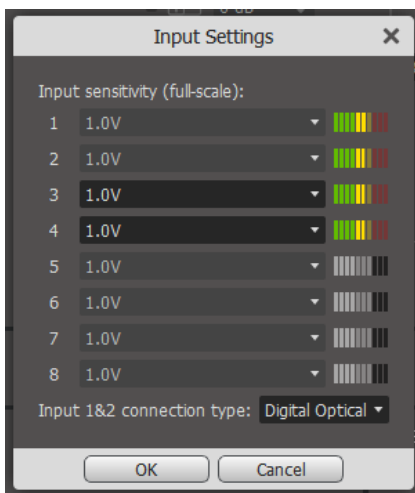 Input Settings
Input sensitivity (full-scale):
1 1.0V
2 1.0V
3 1.0V
4 1.0V
5 1.0V
6 1.0V
7 1.0V
8 1.0V
Input 1&2 connection type: Digital Optical
OK Cancel